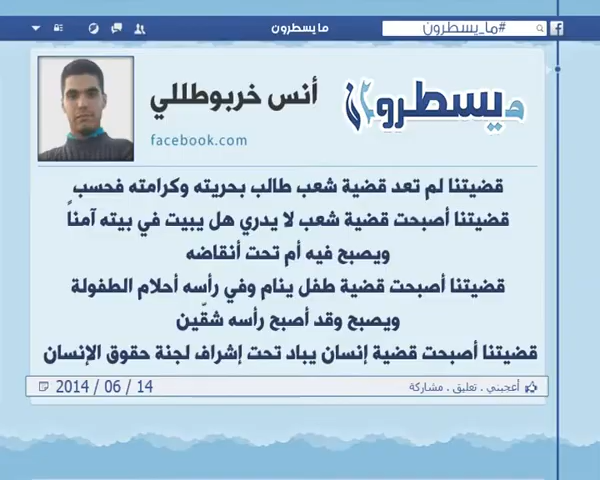 ما يسطرون
#ما_يسطرون
ما يسطرون
أنس خربوطللي
facebook.com
قضيتنا لم تعد قضية شعب طالب بحريته وكرامته فحسب
قضيتنا أصبحت قضية شعب لا يدري هل يبيت في بيته آمناً
ويصبح فيه أم تحت أنقاضه
قضيتنا أصبحت قضية طفل ينام وفي رأسه أحلام الطفولة
ويصبح وقد أصبح رأسه شقّين
قضيتنا أصبحت قضية إنسان يباد تحت إشراف لجنة حقوق الإنسان
أعجبني . تعليق . مشاركة
2014 / 06 / 14